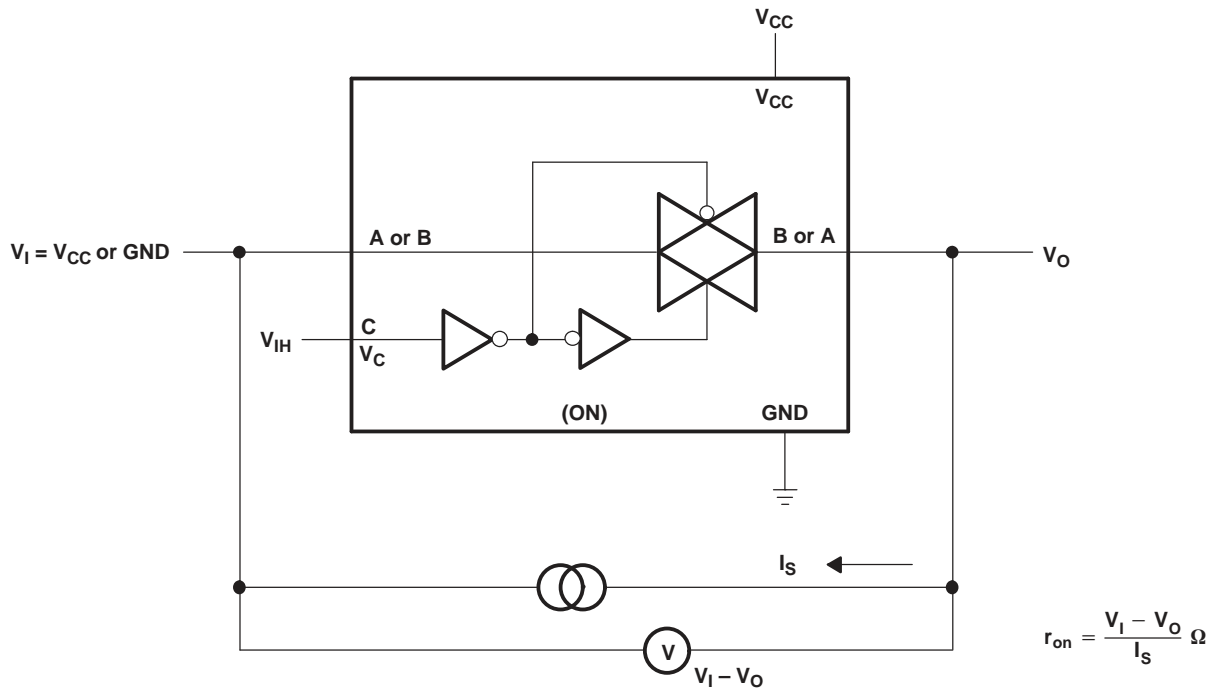 VCC
VCC
VI = VCC or GND
A or B
B or A
VO
VIH
C
VC
(ON)
GND
IS
V
VI – VO
ron = VI – VO / IS Ω